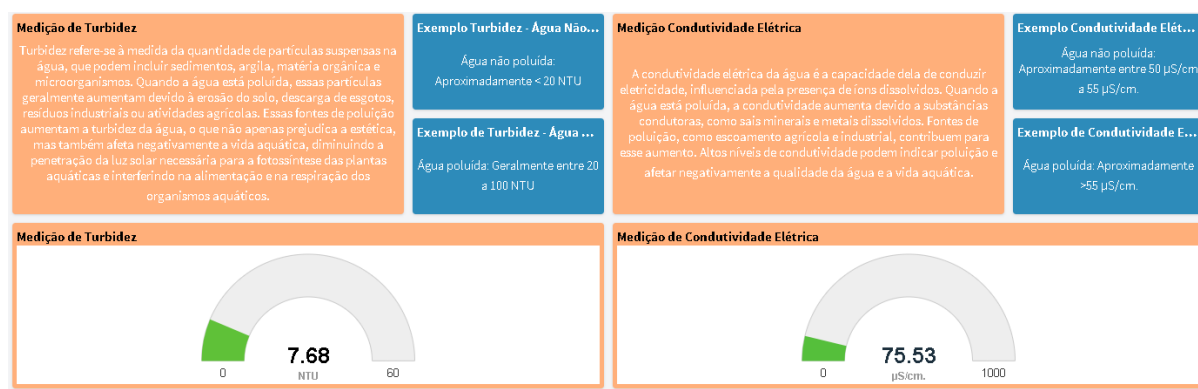 Medição de Turbidez
Turbidez refere-se à medida da quantidade de partículas suspensas na
água, que podem incluir sedimentos, argila, matéria orgânica e
microorganismos. Quando a água está poluída, essas partículas
geralmente aumentam devido à erosão do solo, descarga de esgotos,
resíduos industriais ou atividades agrícolas. Essas fontes de poluição
aumentam a turbidez da água, o que não apenas prejudica a estética,
mas também afeta negativamente a vida aquática, diminuindo a
penetração da luz solar necessária para a fotossíntese das plantas
aquáticas e interferindo na alimentação e na respiração dos
organismos aquáticos.
Exemplo Turbidez - Água Não...
Água não poluída:
Aproximadamente < 20 NTU
Exemplo de Turbidez - Água ...
Água poluída: Geralmente entre 20
a 100 NTU
Medição Condutividade Elétrica
A condutividade elétrica da água é a capacidade dela de conduzir
eletricidade, influenciada pela presença de íons dissolvidos. Quando a
água está poluída, a condutividade aumenta devido a substâncias
condutoras, como sais minerais e metais dissolvidos. Fontes de
poluição, como escoamento agrícola e industrial, contribuem para
esse aumento. Altos níveis de condutividade podem indicar poluição e
afetar negativamente a qualidade da água e a vida aquática.
Exemplo Condutividade Elét...
Água não poluída:
Aproximadamente entre 50 µS/cm
a 55 µS/cm.
Exemplo de Condutividade E...
Água poluída: Aproximadamente
>55 µS/cm.
Medição de Turbidez
7.68
0
NTU
60
Medição de Condutividade Elétrica
75.53
0
µS/cm.
1000